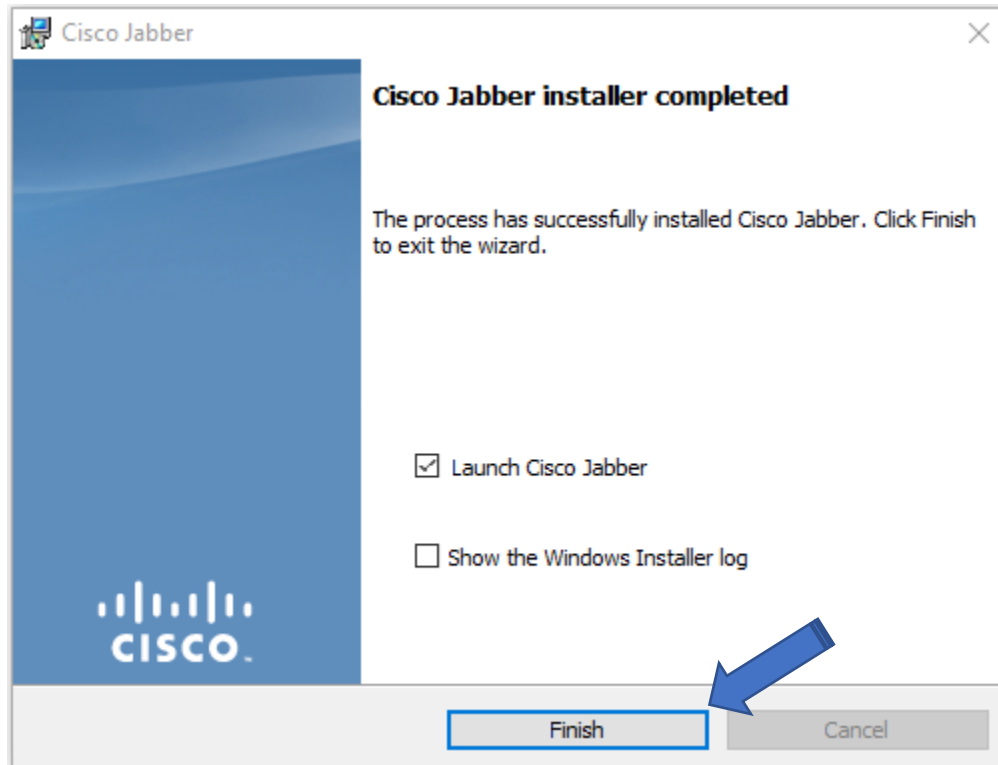 Cisco Jabber
Cisco Jabber installer completed
The process has successfully installed Cisco Jabber. Click Finish
to exit the wizard.
Launch Cisco Jabber
Show the Windows Installer log
CISCO.
Finish
Cancel